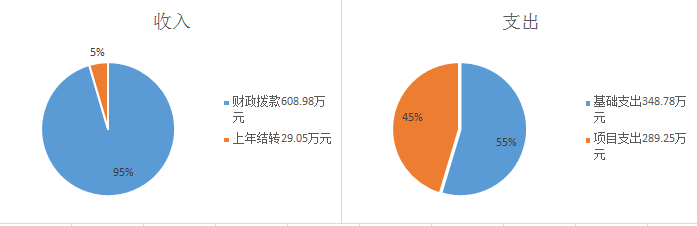 收入
5%
95%
财政拨款608.98万
元
上年结转29.05万元
支出
45%
55%
基础支出348.78万
元
项目支出289.25万
元